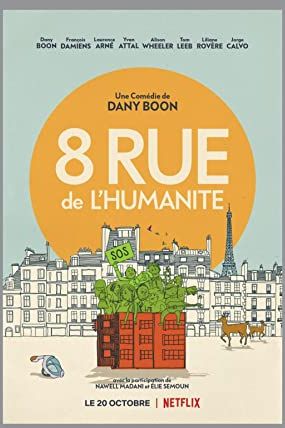 Dany François Laurence Yvan Alison Tom Liliane Jorge
BOON DAMIENS ARNÉ ATTAL WHEELER LEEB ROVÈRE CALVO
Une Comédie de
DANY BOON
8 RUE
de L'HUMANITE
S.O.S
avec la participation de
NAWELL MADANI et ELIE SEMOUN
LE 20 OCTOBRE | NETFLIX